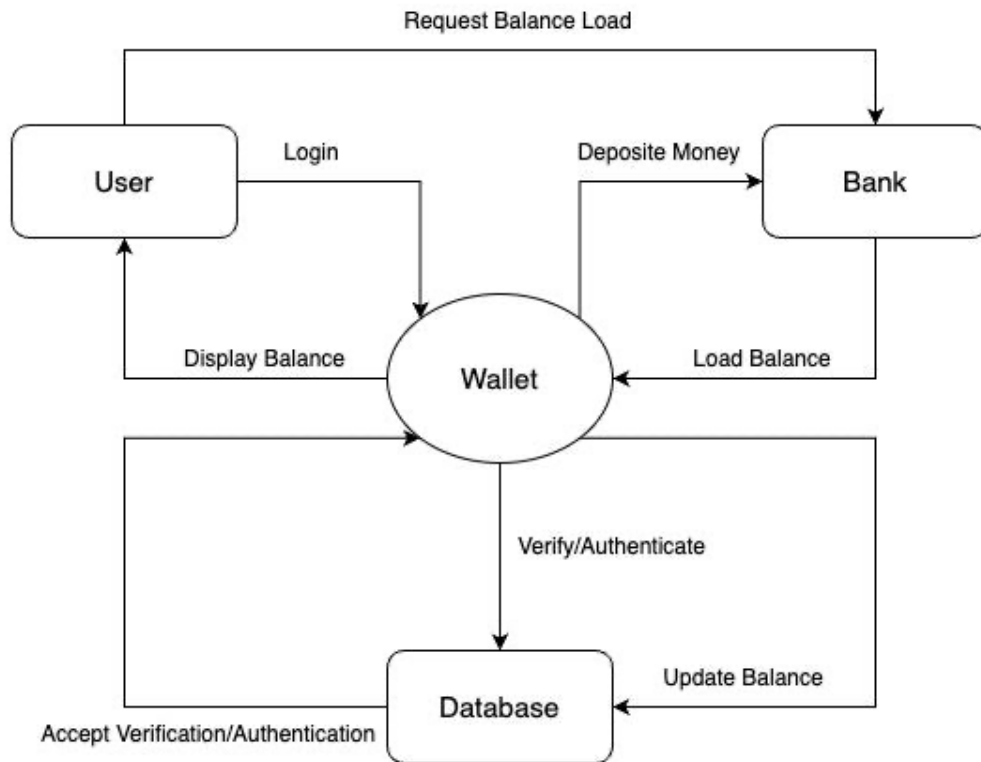 Request Balance Load
Login
Deposite Money
User
Bank
Display Balance
Load Balance
Wallet
Verify/Authenticate
Update Balance
Database
Accept Verification/Authentication